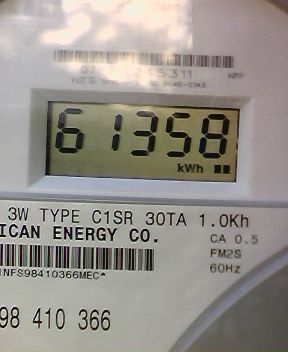 61358
kWh
3W TYPE C1SR 30TA 1.0Kh
ICAN ENERGY CO.
CA 0.5
FM2S
60Hz
1NFS98410366MEC*
98 410 366